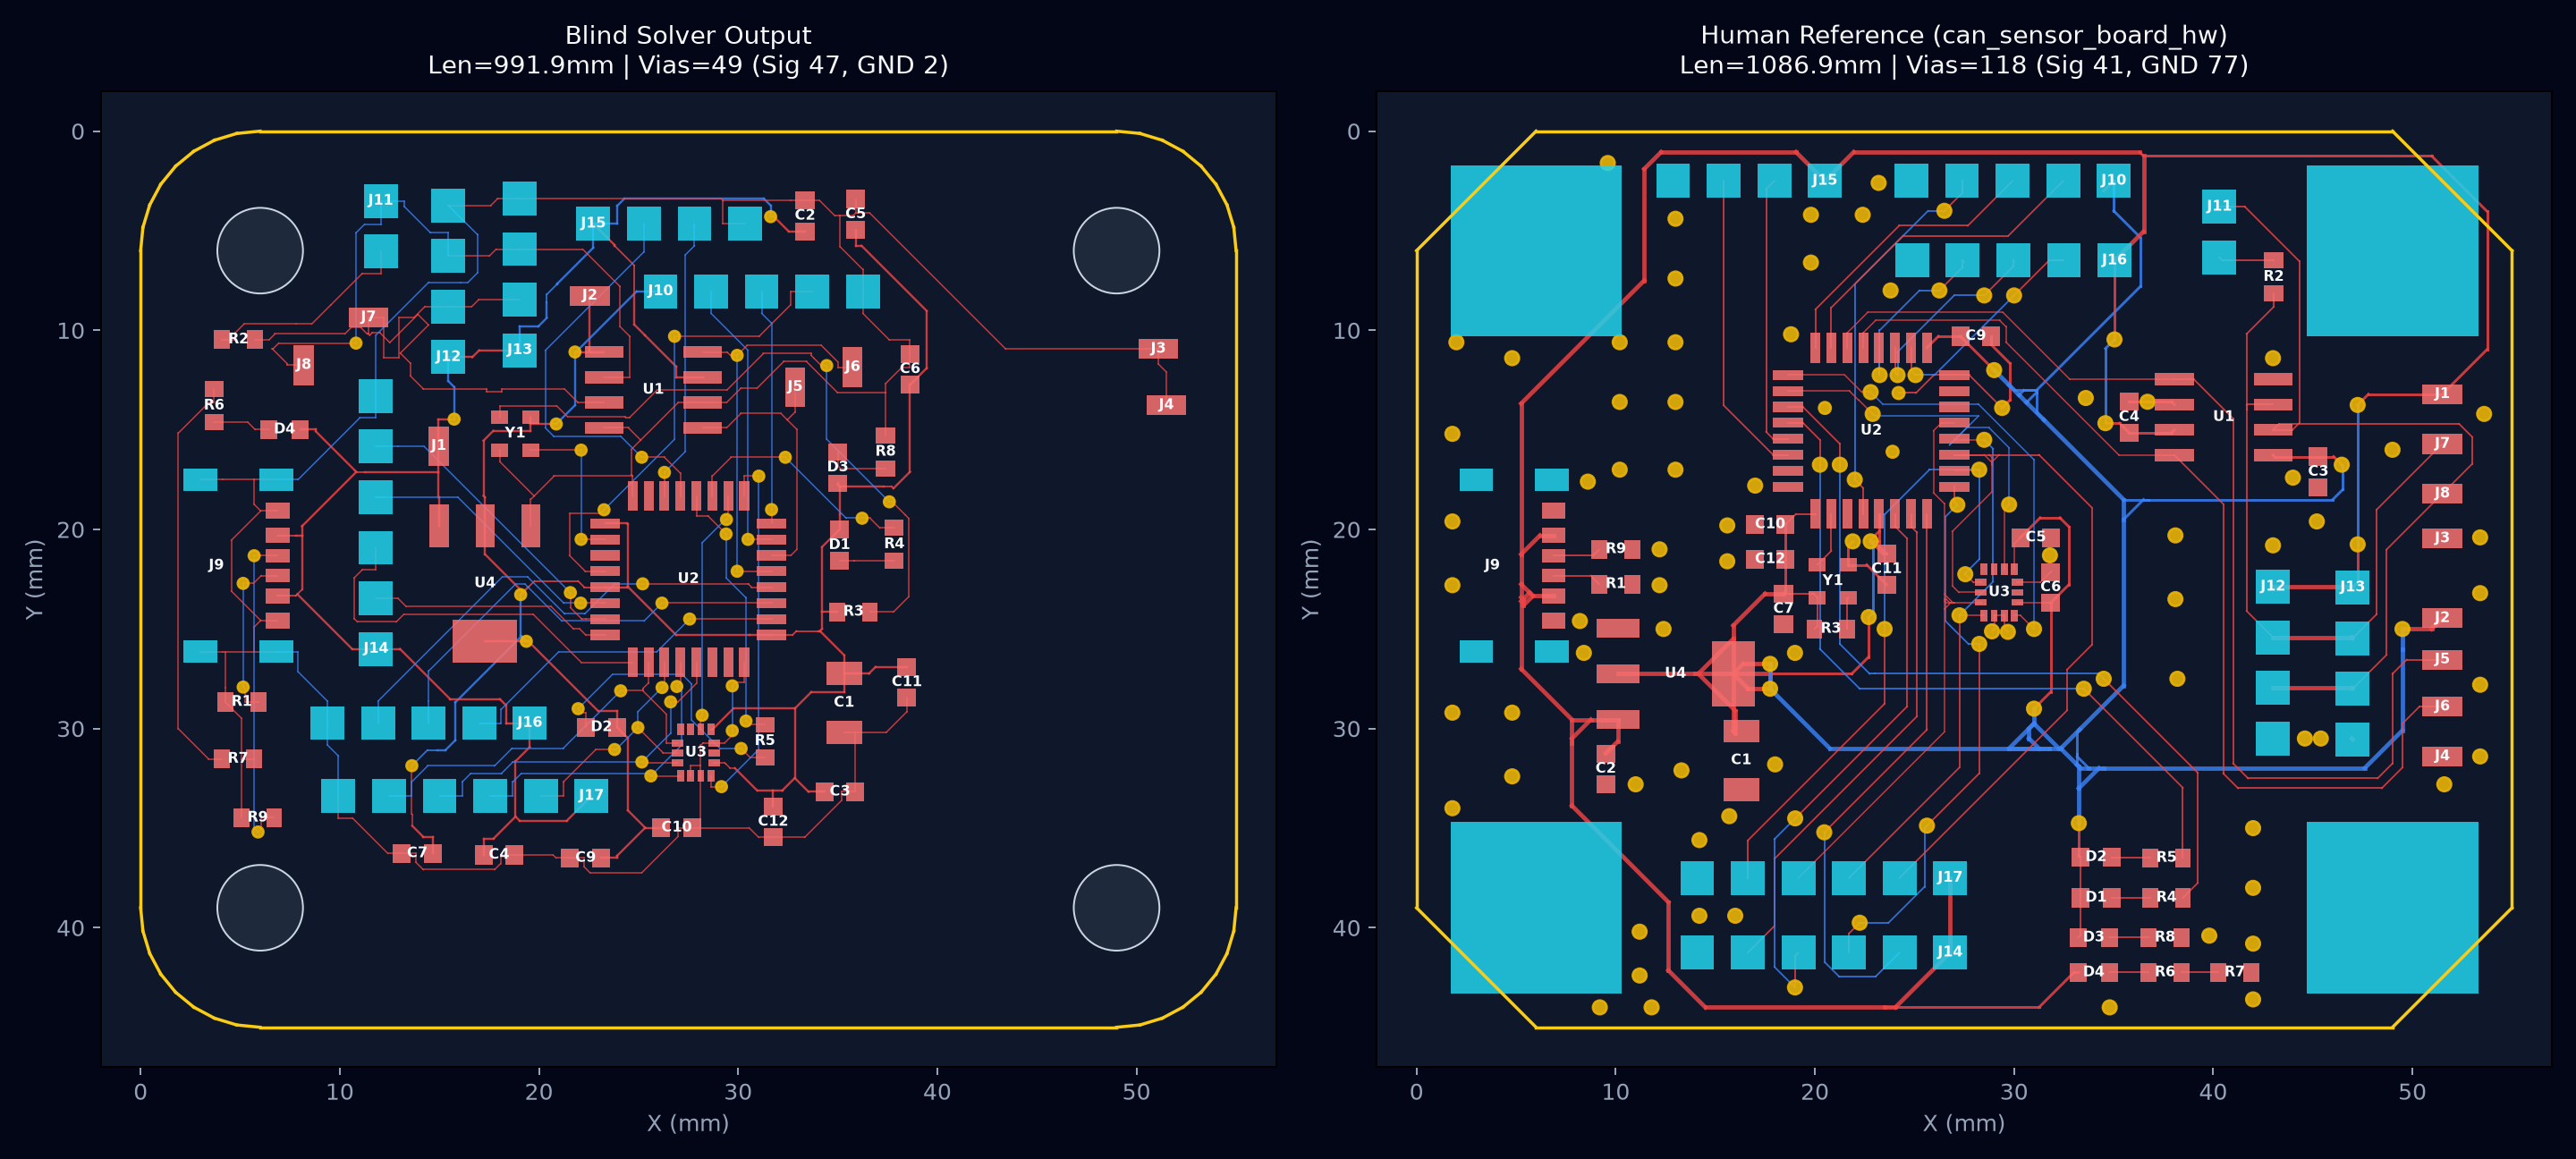 Blind Solver Output
Len=991.9mm | Vias=49 (Sig 47, GND 2)
0
10
20
30
40
Y (mm)
J11
J15
C2
C5
J2
J10
J7
R2
J8
J12
J13
U1
J5
J6
C6
J3
J4
R6
D4
J1
Y1
D3
R8
J9
U4
U2
D1
R4
R3
J14
R1
J16
D2
C1
C11
U3
R5
R7
J17
C3
R9
C10
C12
C7
C4
C9
0 10 20 30 40 50
X (mm)
Human Reference (can_sensor_board_hw)
Len=1086.9mm | Vias=118 (Sig 41, GND 77)
0
10
20
30
40
Y (mm)
J15
J10
J11
J16
R2
C9
J1
C4
U1
U2
J7
C3
J8
C10
J3
C5
J9
R9
C12
C11
R1
Y1
U3
C6
J12
J13
C7
R3
J2
U4
J5
J6
C1
C2
J4
D2
R5
J17
D1
R4
D3
R8
J14
D4
R6
R7
0 10 20 30 40 50
X (mm)